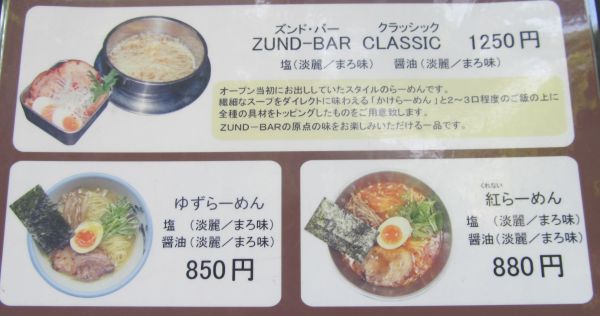 ズンド・バー　クラッシック
ZUND-BAR CLASSIC 1250円
塩(淡麗／まろ味) 醤油(淡麗／まろ味)
オープン当初にお出ししていたスタイルのらーめんです。
繊細なスープをダイレクトに味わえる「かけらーめん」と2～3口程度のご飯の上に
全種の具材をトッピングしたものをご用意致します。
ZUND-BARの原点の味をお楽しみいただける一品です。
ゆずらーめん
塩 (淡麗／まろ味)
醤油(淡麗／まろ味)
850円
くれない
紅らーめん
塩 (淡麗／まろ味)
醤油(淡麗／まろ味)
880円